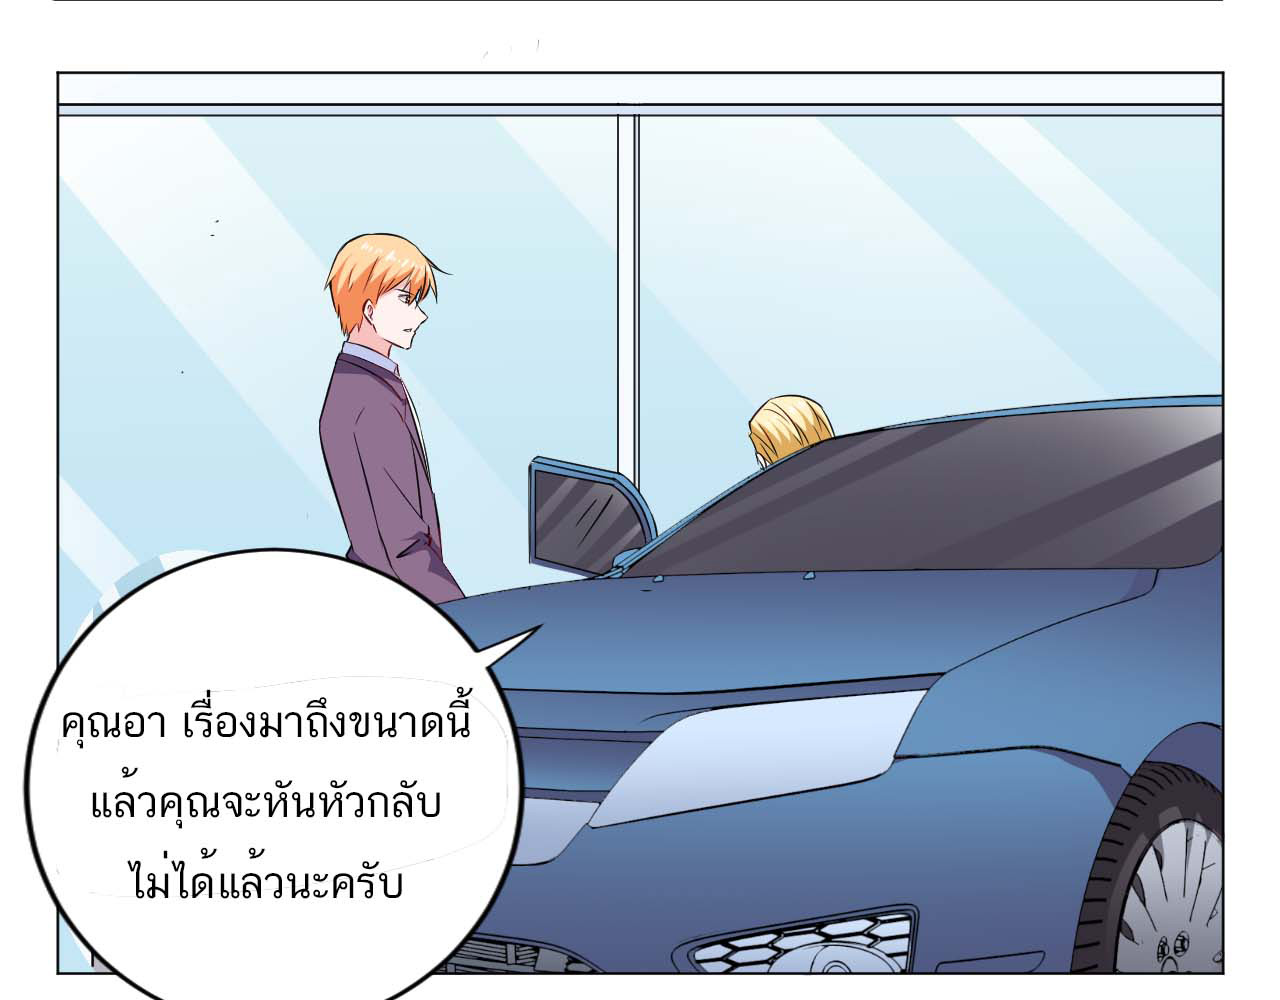 คุณอา เรื่องมาถึงขนาดนี้
แล้วคุณจะหันหัวกลับ
ไม่ได้แล้วนะครับ